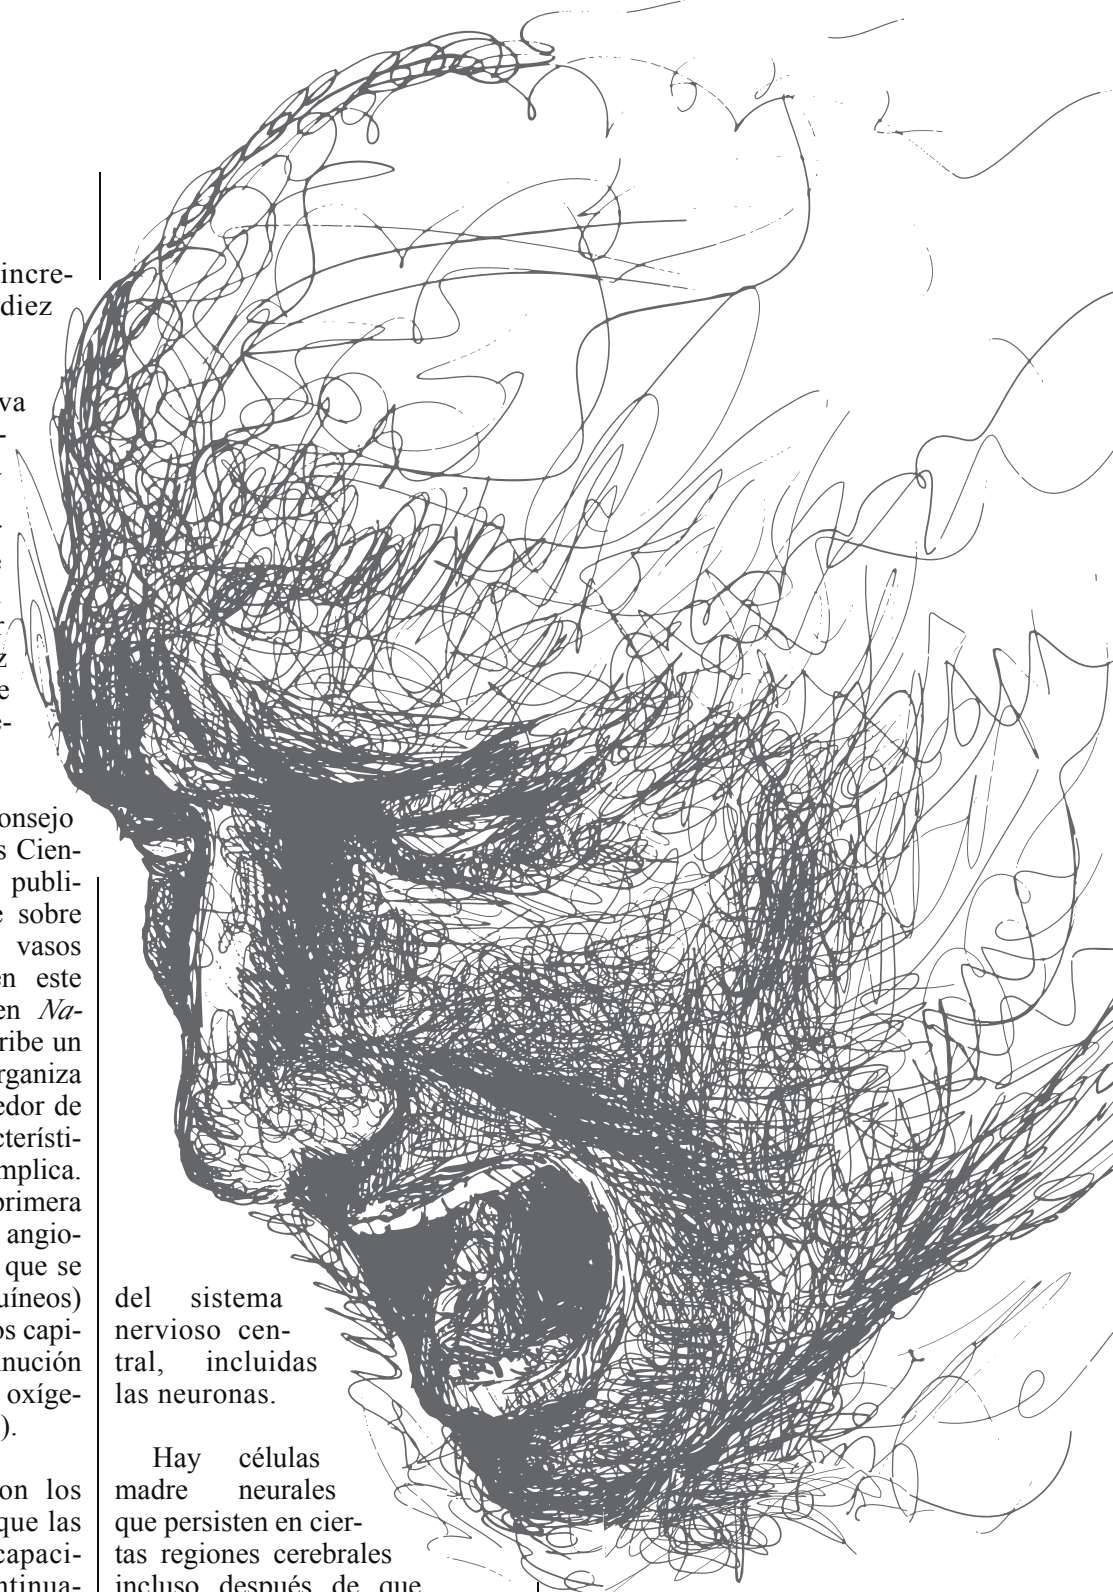 incre-
diez
va
-
-
.
e
r
z
e
e-
onsejo
s Cien-
publi-
e sobre
vasos
en este
en Na-
ribe un
rganiza
edor de
cterísti-
mplica.
primera
angio-
que se
uíneos)
os capi-
inución
oxíge-
).
on los
que las
capaci-
ntinua-
del sistema
nervioso cen-
tral, incluidas
las neuronas.
Hay células
madre neurales
que persisten en cier-
tas regiones cerebrales
incluso después de que